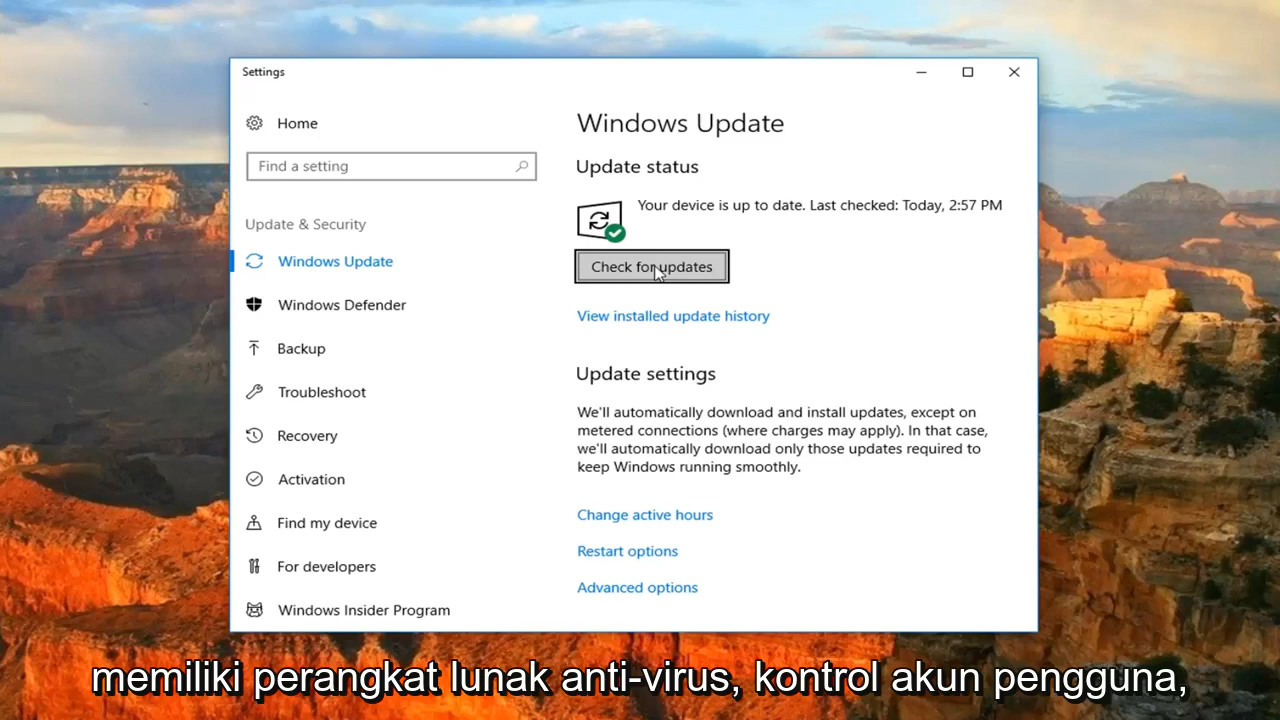 Settings
Home
Find a setting
Update & Security
Windows Update
Windows Defender
Backup
Troubleshoot
Recovery
Activation
Find my device
For developers
Windows Insider Program
Windows Update
Update status
Your device is up to date. Last checked: Today, 2:57 PM
Check for updates
View installed update history
Update settings
We'll automatically download and install updates, except on
metered connections (where charges may apply). In that case,
we'll automatically download only those updates required to
keep Windows running smoothly.
Change active hours
Restart options
Advanced options
memiliki perangkat lunak anti-virus, kontrol akun pengguna,